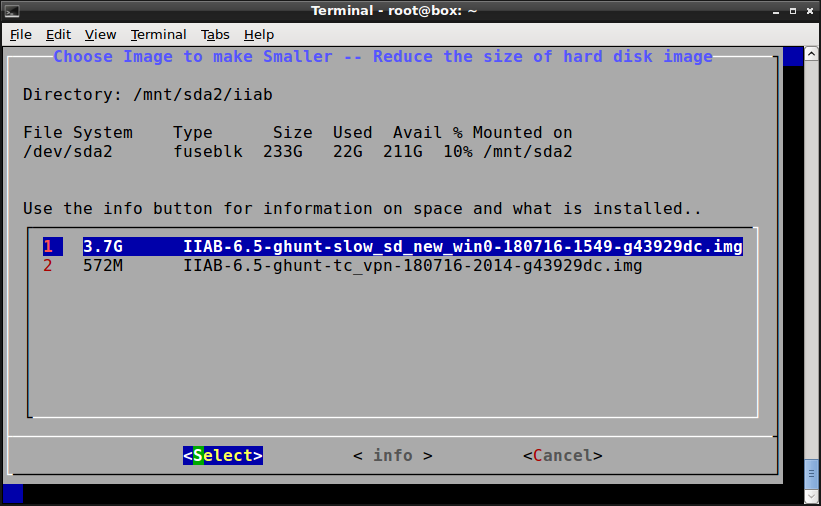 Terminal - root@box: ~
File Edit View Terminal Tabs Help
Choose Image to make Smaller -- Reduce the size of hard disk image
Directory: /mnt/sda2/iiab
File System    Type      Size  Used  Avail % Mounted on
/dev/sda2      fuseblk  233G   22G  211G  10% /mnt/sda2
Use the info button for information on space and what is installed..
1   3.7G      IIAB-6.5-ghunt-slow_sd_new_win0-180716-1549-g43929dc.img
2   572M      IIAB-6.5-ghunt-tc_vpn-180716-2014-g43929dc.img
<Select>         < info >         <Cancel>